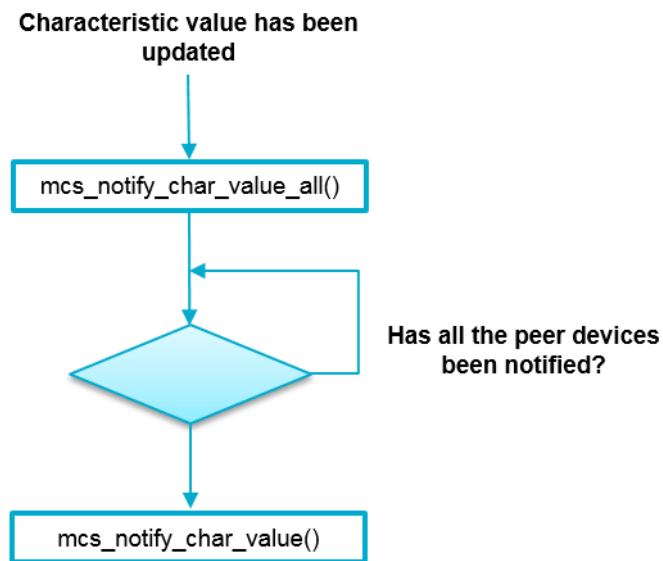 Characteristic value has been
updated
mcs_notify_char_value_all()
Has all the peer devices
been notified?
mcs_notify_char_value()